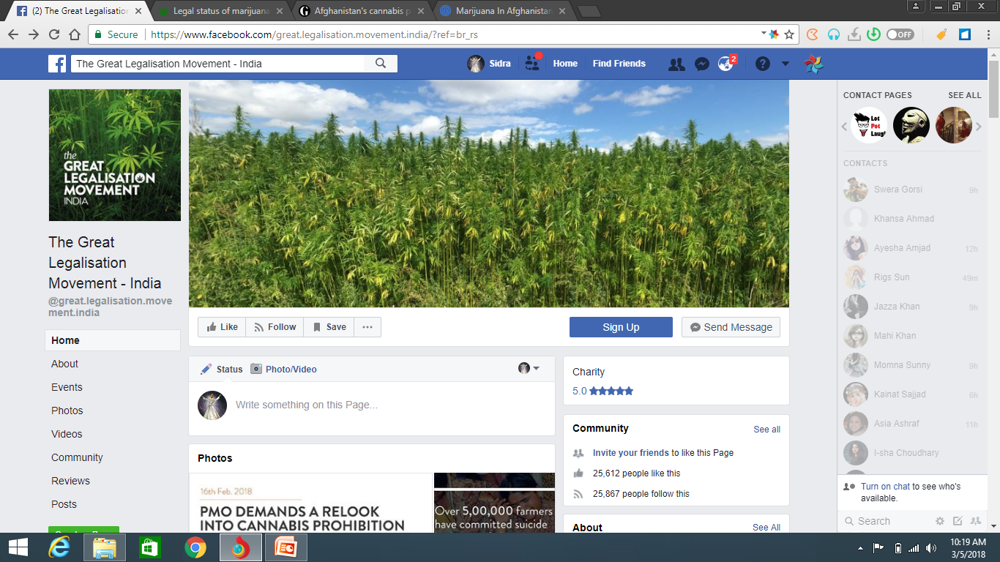 (2) The Great Legalisation
Legal status of marijuana
Afghanistan's cannabis p
Marijuana In Afghanistan
Secure
https://www.facebook.com/great.legalisation.movement.india/?ref=br_rs
OFF
The Great Legalisation Movement - India
Sidra
Home
Find Friends
2
the
GREAT
LEGALISATION
MOVEMENT
INDIA
The Great
Legalisation
Movement - India
@great.legalisation.move
ment.india
Home
About
Events
Photos
Videos
Community
Reviews
Posts
Like
Follow
Save
Sign Up
Send Message
Status
Photo/Video
Write something on this Page...
Photos
16th Feb. 2018
PMO DEMANDS A RELOOK
INTO CANNABIS PROHIBITION
Over 5,00,000 farmers
have committed suicide
Charity
5.0
Community
See all
Invite your friends to like this Page
25,612 people like this
25,867 people follow this
About
See All
CONTACT PAGES
SEE ALL
Lot
Pot
Laugh
CONTACTS
Swera Gorsi 9h
Khansa Ahmad
Ayesha Amjad 12h
Rigs Sun 49m
Jazza Khan 9h
Mahi Khan
Momna Sunny 9h
Kainat Sajjad 6h
Asia Ashraf 11h
I-sha Choudhary
Turn on chat to see who's
available.
Search
10:19 AM
3/5/2018